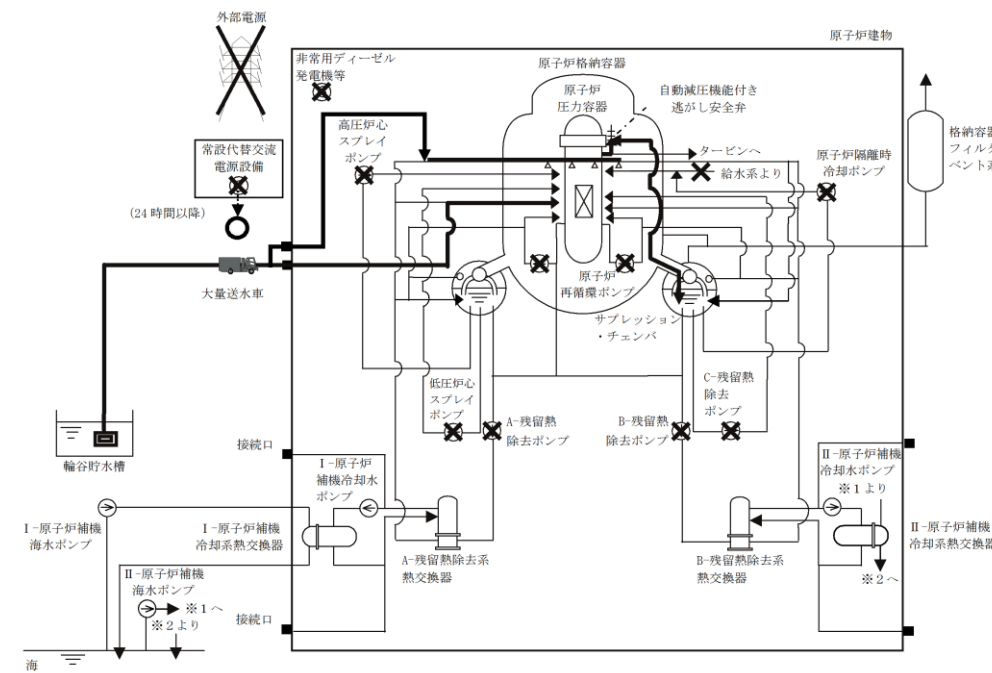 外部電源
原子炉建物
非常用ディーゼル
発電機等
原子炉格納容器
原子炉
圧力容器
自動減圧機能付き
逃がし安全弁
高圧炉心
スプレイ
ポンプ
常設代替交流
電源設備
(24時間以降)
タービンへ
給水系より
原子炉隔離時
冷却ポンプ
格納容器
フィルタ
ベント系
大量送水車
原子炉
再循環ポンプ
サプレッション
・チェンバ
低圧炉心
スプレイ
ポンプ
A-残留熱
除去ポンプ
B-残留熱
除去ポンプ
C-残留熱
除去
ポンプ
輪谷貯水槽
接続口
Ⅰ-原子炉
補機冷却水
ポンプ
Ⅱ-原子炉補機
冷却水ポンプ
※1より
Ⅰ-原子炉補機
海水ポンプ
Ⅰ-原子炉補機
冷却系熱交換器
A-残留熱除去系
熱交換器
B-残留熱除去系
熱交換器
Ⅱ-原子炉補機
冷却系熱交換器
※2へ
Ⅱ-原子炉補機
海水ポンプ
※1へ
※2より
接続口
海